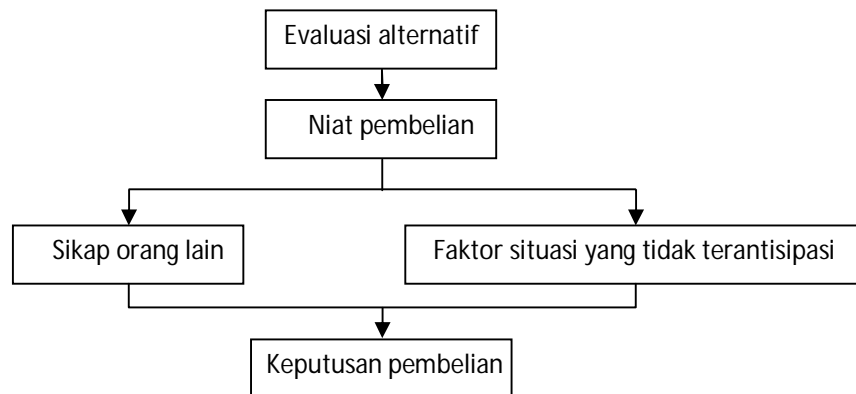 Evaluasi alternatif
Niat pembelian
Sikap orang lain
Faktor situasi yang tidak terantisipasi
Keputusan pembelian